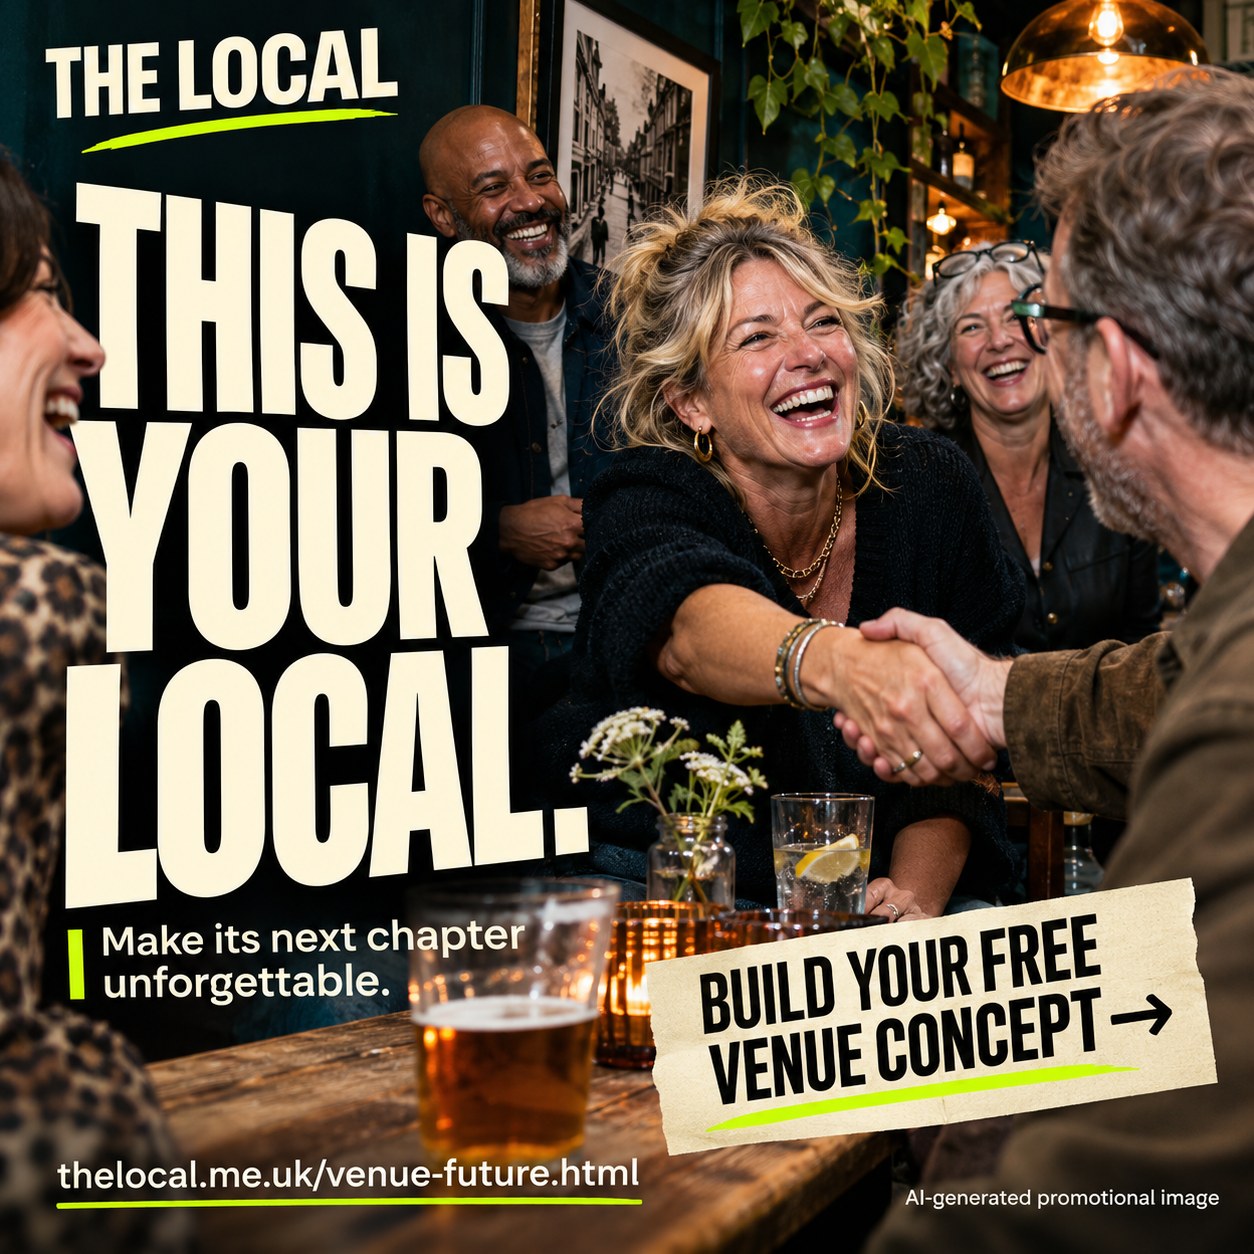 THE LOCAL
THIS IS
YOUR
LOCAL.
Make its next chapter
unforgettable.
BUILD YOUR FREE
VENUE CONCEPT→
thelocal.me.uk/venue-future.html
AI-generated promotional image